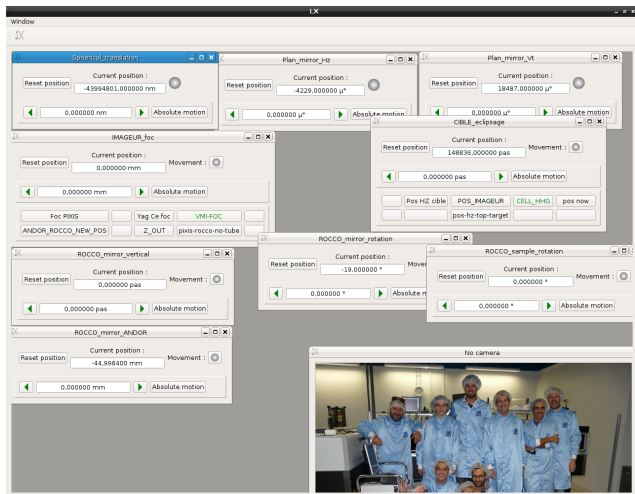 LX
Window
Spherical_translation
Reset position
Current position :
-43994801,000000 nm
0,000000 nm
Absolute motion
Plan_mirror_Hz
Reset position
Current position :
-4229,000000 µ°
0,000000 µ°
Absolute motion
Plan_mirror_Vt
Reset position
Current position :
18487,000000 µ°
0,000000 µ°
Absolute motion
IMAGEUR_foc
Reset position
Current position :
0,000000 mm
Movement :
0,000000 mm
Absolute motion
Foc PIXIS
Yag Ce foc
VMI-FOC
ANDOR_ROCCO_NEW_POS
Z_OUT
pixis-rocco-no-tube
CIBLE_eclipsage
Reset position
Current position :
148836,000000 pas
Movement :
0,000000 pas
Absolute motion
Pos HZ cible
POS_IMAGEUR
CELL_HHG
pos now
pos-hz-top-target
ROCCO_mirror_vertical
Reset position
Current position :
0,000000 pas
Movement :
0,000000 pas
Absolute motion
ROCCO_mirror_rotation
Reset position
Current position :
-19,000000 °
Mover
0,000000 °
Absolute m
ROCCO_sample_rotation
Reset position
Current position :
0,000000 °
Movement :
0,000000 °
Absolute motion
ROCCO_mirror_ANDOR
Reset position
Current position :
-44,998400 mm
Movement :
0,000000 mm
Absolute motion
No camera